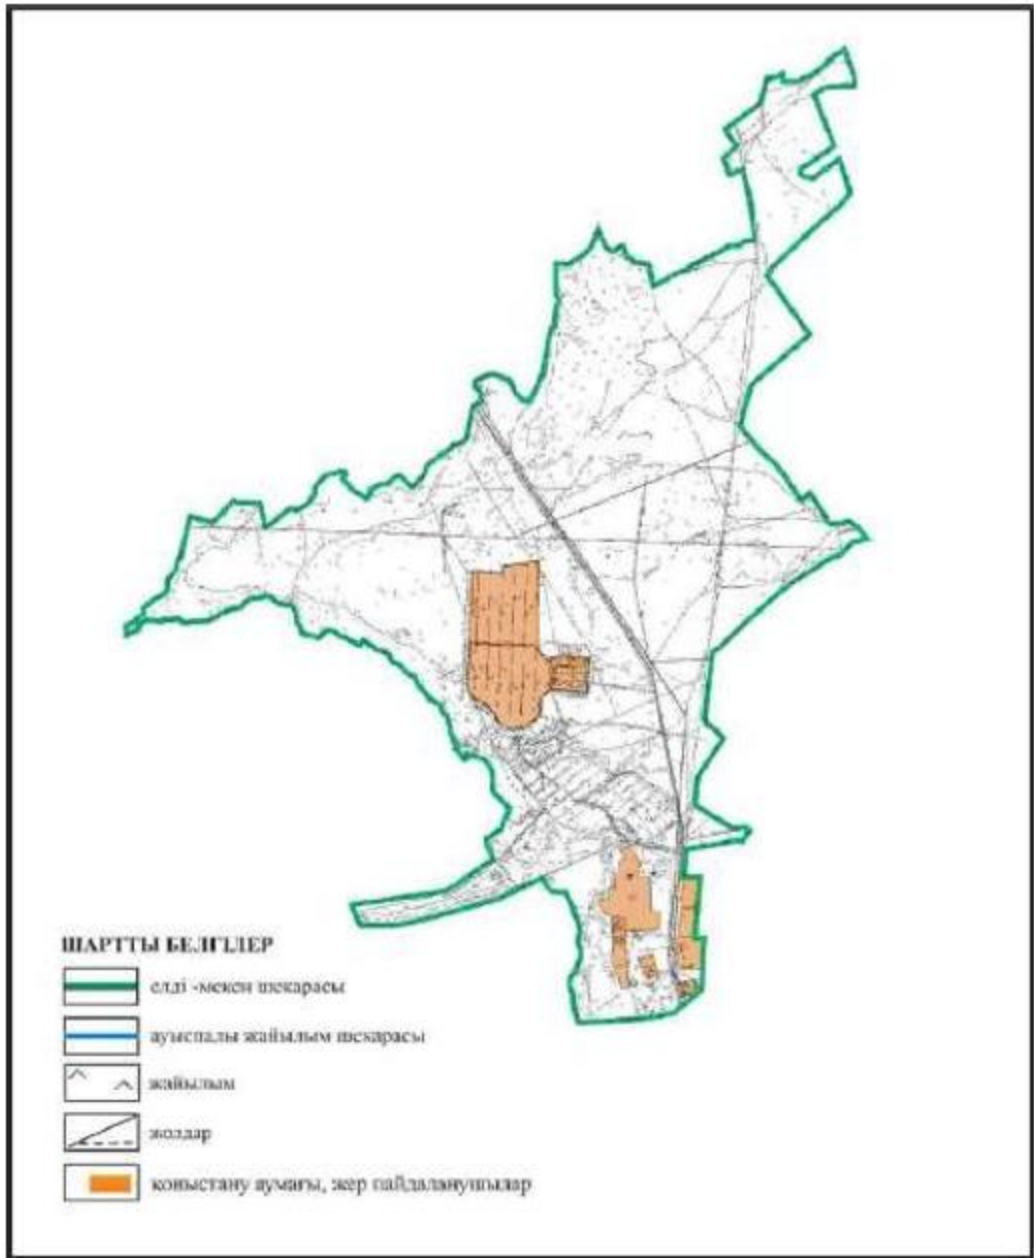 ШАРТТЫ БЕЛГІЛЕР
елді -мекен шекарасы
ауыспалы жайылым шекарасы
жайылым
жолдар
қоныстану аумағы, жер пайдаланушылар